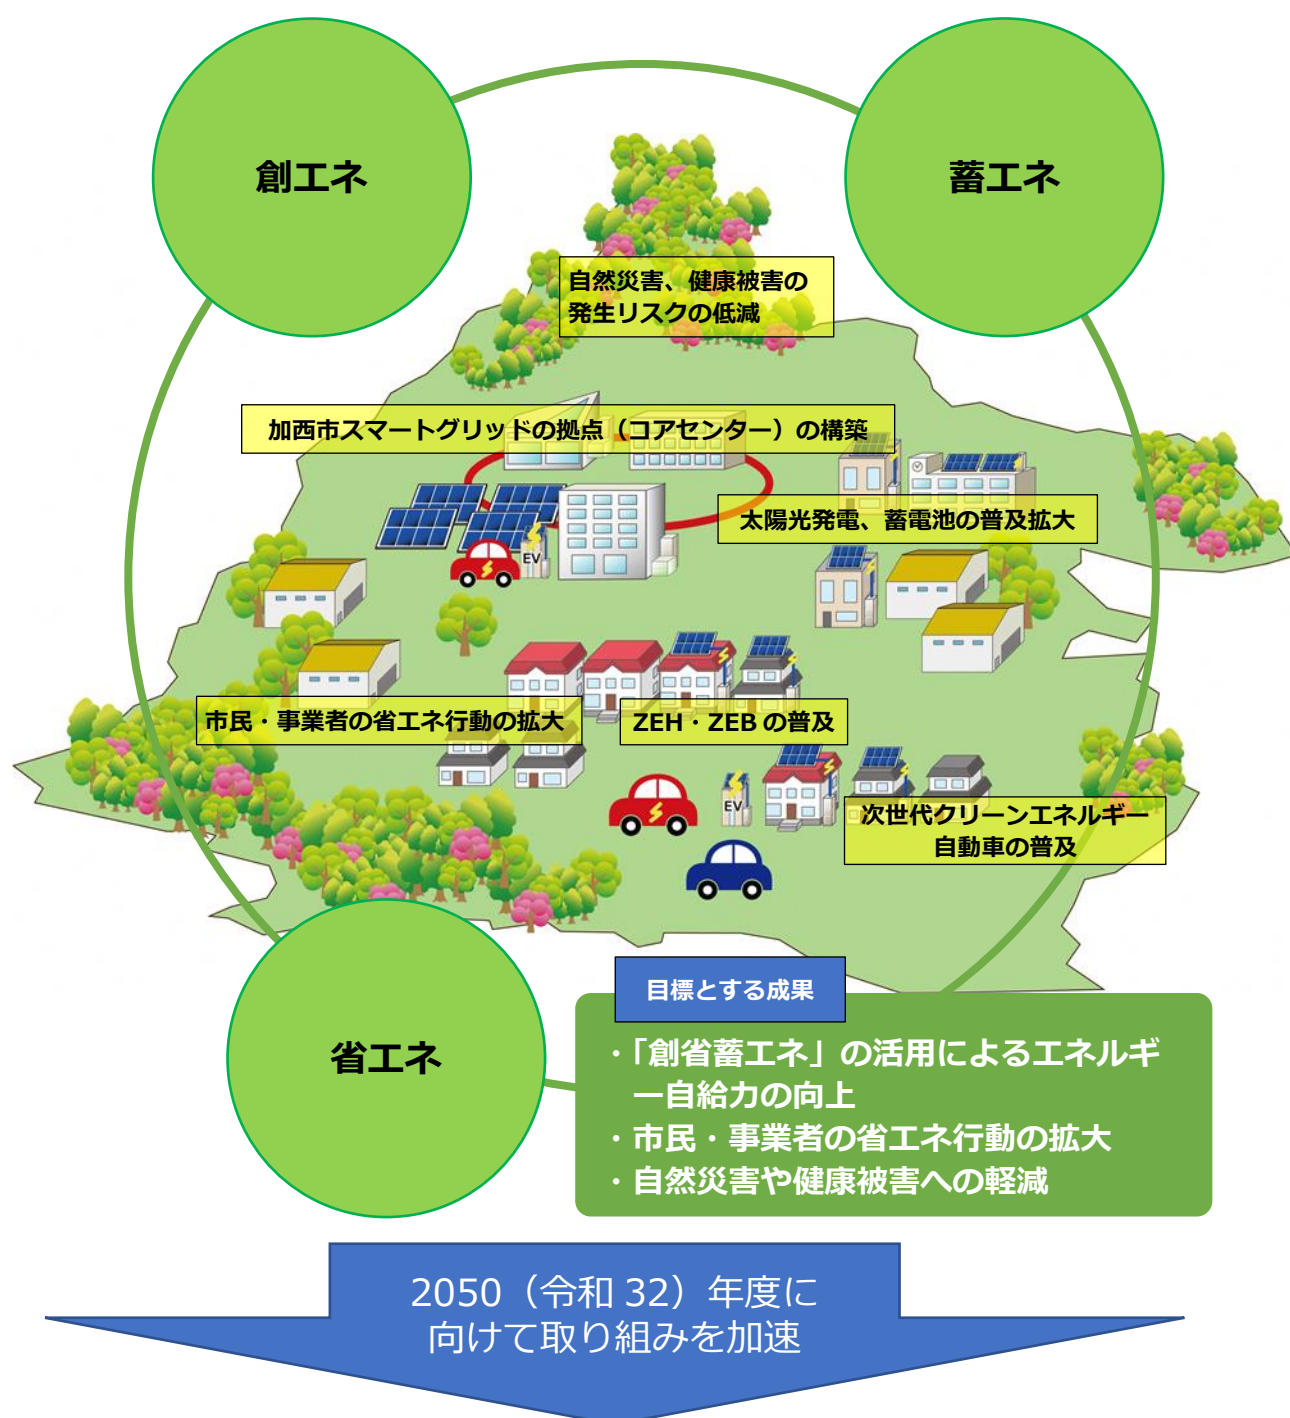 創エネ
蓄エネ
自然災害、健康被害の
発生リスクの低減
加西市スマートグリッドの拠点（コアセンター）の構築
太陽光発電、蓄電池の普及拡大
EV
市民・事業者の省エネ行動の拡大
ZEH・ZEBの普及
EV
次世代クリーンエネルギー
自動車の普及
省エネ
目標とする成果
・「創省蓄エネ」の活用によるエネルギ
ー自給力の向上
・市民・事業者の省エネ行動の拡大
・自然災害や健康被害への軽減
2050（令和 32）年度に
向けて取り組みを加速